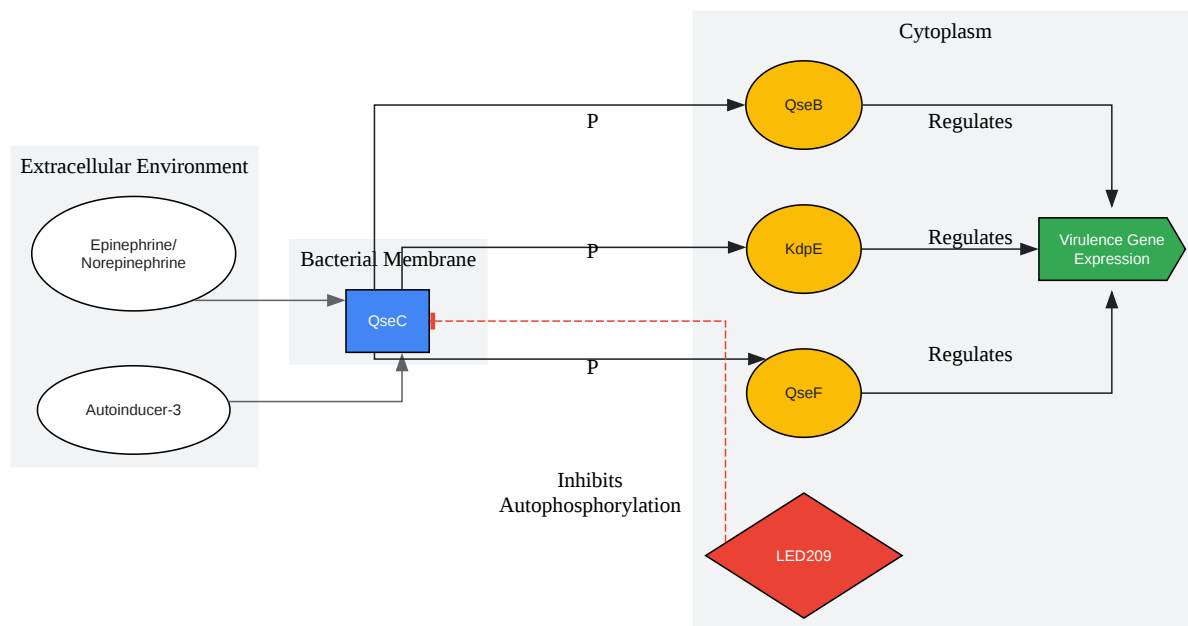 Cytoplasm
QseB
P
Regulates
Extracellular Environment
Epinephrine/
Norepinephrine
Bacterial Membrane
P
KdpE
Regulates
Virulence Gene
Expression
QseC
P
Regulates
QseF
Autoinducer-3
Inhibits
Autophosphorylation
LED209